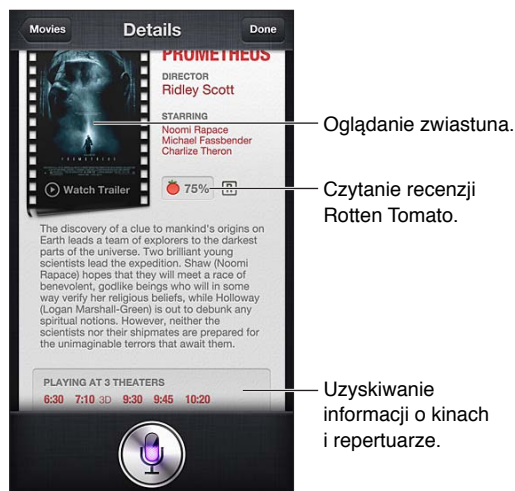 Movies
Details
Done
PROMETHEUS
DIRECTOR
Ridley Scott
STARRING
Noomi Rapace
Michael Fassbender
Charlize Theron
PROMETHEUS
Watch Trailer
75%
R
Oglądanie zwiastuna.
Czytanie recenzji
Rotten Tomato.
The discovery of a clue to mankind's origins on
Earth leads a team of explorers to the darkest
parts of the universe. Two brilliant young
scientists lead the expedition. Shaw (Noomi
Rapace) hopes that they will meet a race of
benevolent, godlike beings who will in some
way verify her religious beliefs, while Holloway
(Logan Marshall-Green) is out to debunk any
spiritual notions. However, neither the
scientists nor their shipmates are prepared for
the unimaginable terrors that await them.
PLAYING AT 3 THEATERS
6:30 7:10 3D 9:30 9:45 10:20
Uzyskiwanie
informacji o kinach
i repertuarze.